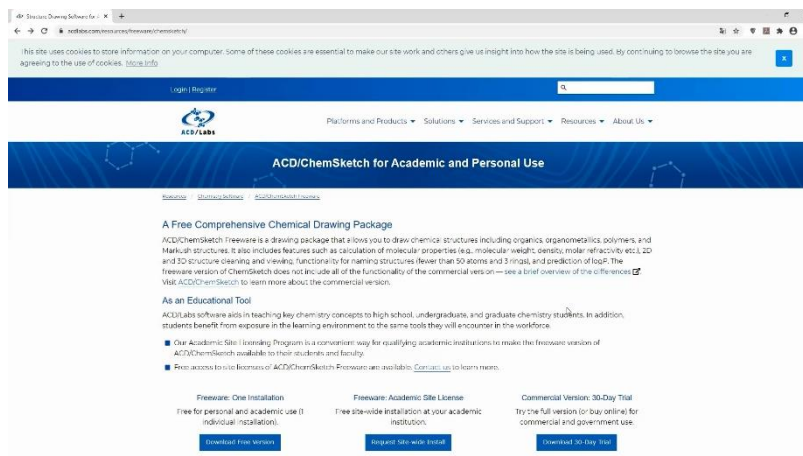 Structure Drawing Software for A
acdlabs.com/resources/freeware/chemsketch/
This site uses cookies to store information on your computer. Some of these cookies are essential to make our site work and others give us insight into how the site is being used. By continuing to browse the site you are
agreeing to the use of cookies. More Info
x
Login | Register
ACD/Labs
Platforms and Products Solutions Services and Support Resources About Us
ACD/ChemSketch for Academic and Personal Use
Resources / Chemistry Software / ACD/ChemSketch Freeware
A Free Comprehensive Chemical Drawing Package
ACD/ChemSketch Freeware is a drawing package that allows you to draw chemical structures including organics, organometallics, polymers, and
Markush structures. It also includes features such as calculation of molecular properties (e.g., molecular weight, density, molar refractivity etc.), 2D
and 3D structure cleaning and viewing, functionality for naming structures (fewer than 50 atoms and 3 rings), and prediction of logP. The
freeware version of ChemSketch does not include all of the functionality of the commercial version — see a brief overview of the differences
Visit ACD/ChemSketch to learn more about the commercial version.
As an Educational Tool
ACD/Labs software aids in teaching key chemistry concepts to high school, undergraduate, and graduate chemistry students. In addition,
students benefit from exposure in the learning environment to the same tools they will encounter in the workforce.
Our Academic Site Licensing Program is a convenient way for qualifying academic institutions to make the freeware version of
ACD/ChemSketch available to their students and faculty.
Free access to site licenses of ACD/ChemSketch Freeware are available. Contact us to learn more.
Freeware: One Installation Freeware: Academic Site License Commercial Version: 30-Day Trial
Free for personal and academic use (1 Free site-wide installation at your academic Try the full version (or buy online) for
individual installation). institution. commercial and government use.
Download Free Version Request Site-wide Install Download 30-Day Trial